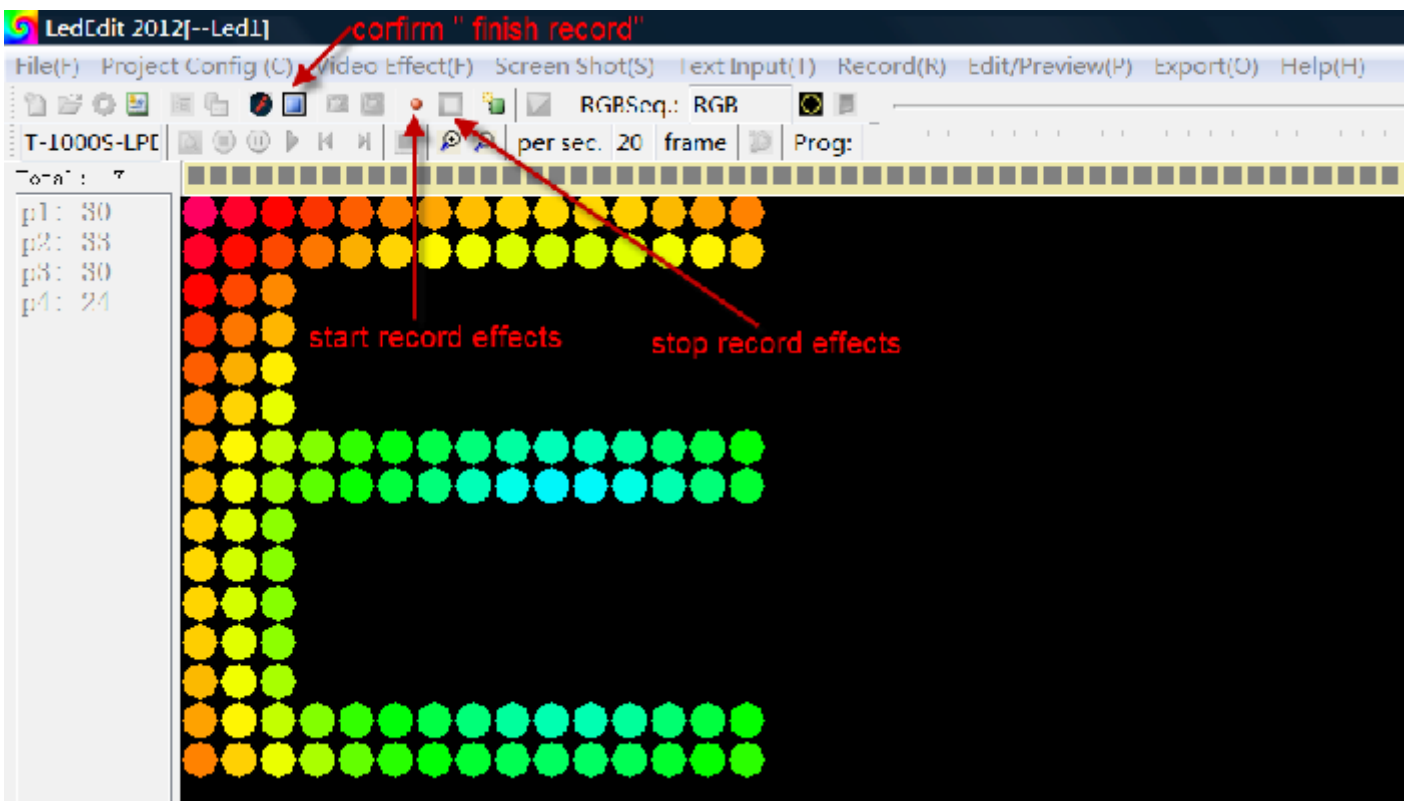 LedEdit 2012[--Led1]
corfirm " finish record"
File(F) Project Config (C) Video Effect(F) Screen Shot(S) Text Input(T) Record(R) Edit/Preview(P) Export(O) Help(H)
RGBSeq.: RGB
T-1000S-LPD per sec. 20 frame Prog:
Total: 7
p1: 30
p2: 33
p3: 30
p4: 24
start record effects
stop record effects